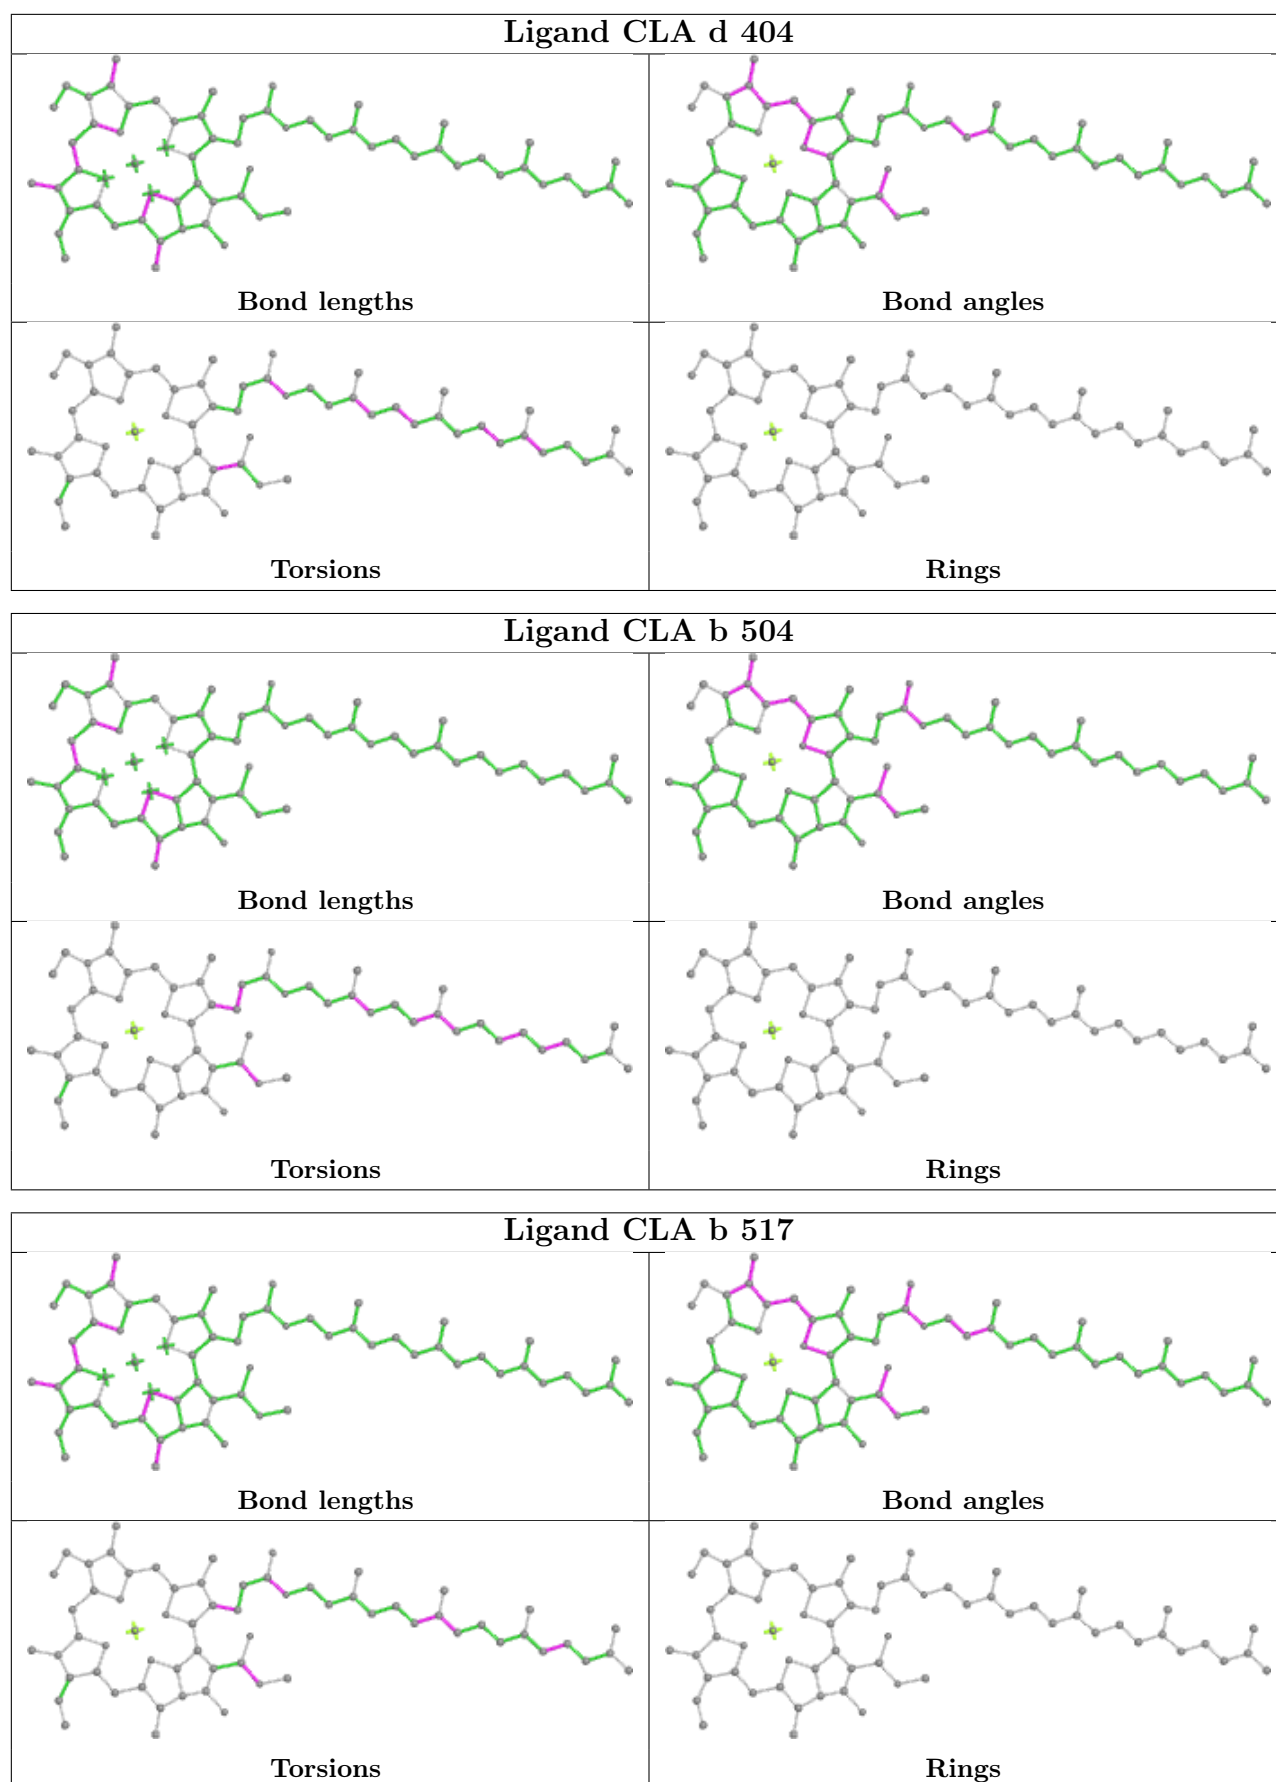 Ligand CLA d 404
Bond lengths
Bond angles
Torsions
Rings
Ligand CLA b 504
Bond lengths
Bond angles
Torsions
Rings
Ligand CLA b 517
Bond lengths
Bond angles
Torsions
Rings